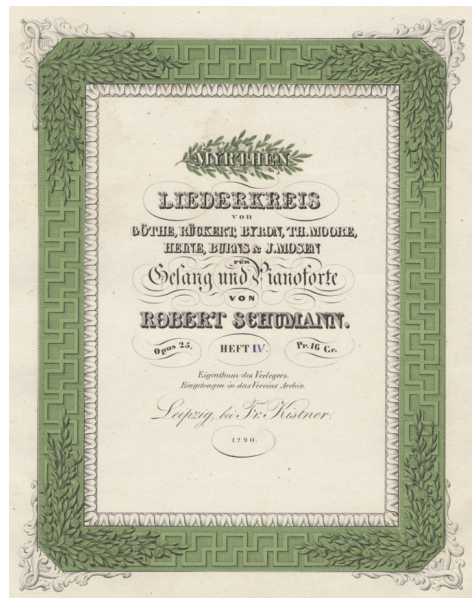 MYRTHEN
LIEDERKREIS
von
GÖTHE, RÜCKERT, BYRON, TH. MOORE,
HEINE, BURNS & J. MOSEN
FÜR
Gesang und Pianoforte
VON
ROBERT SCHUMANN.
Opus 25. HEFT IV. Pr. 16 Gr.
Eigenthum des Verlegers.
Eingetragen in das Vereins Archiv.
Leipzig, bei Fr. Kistner.
1290.